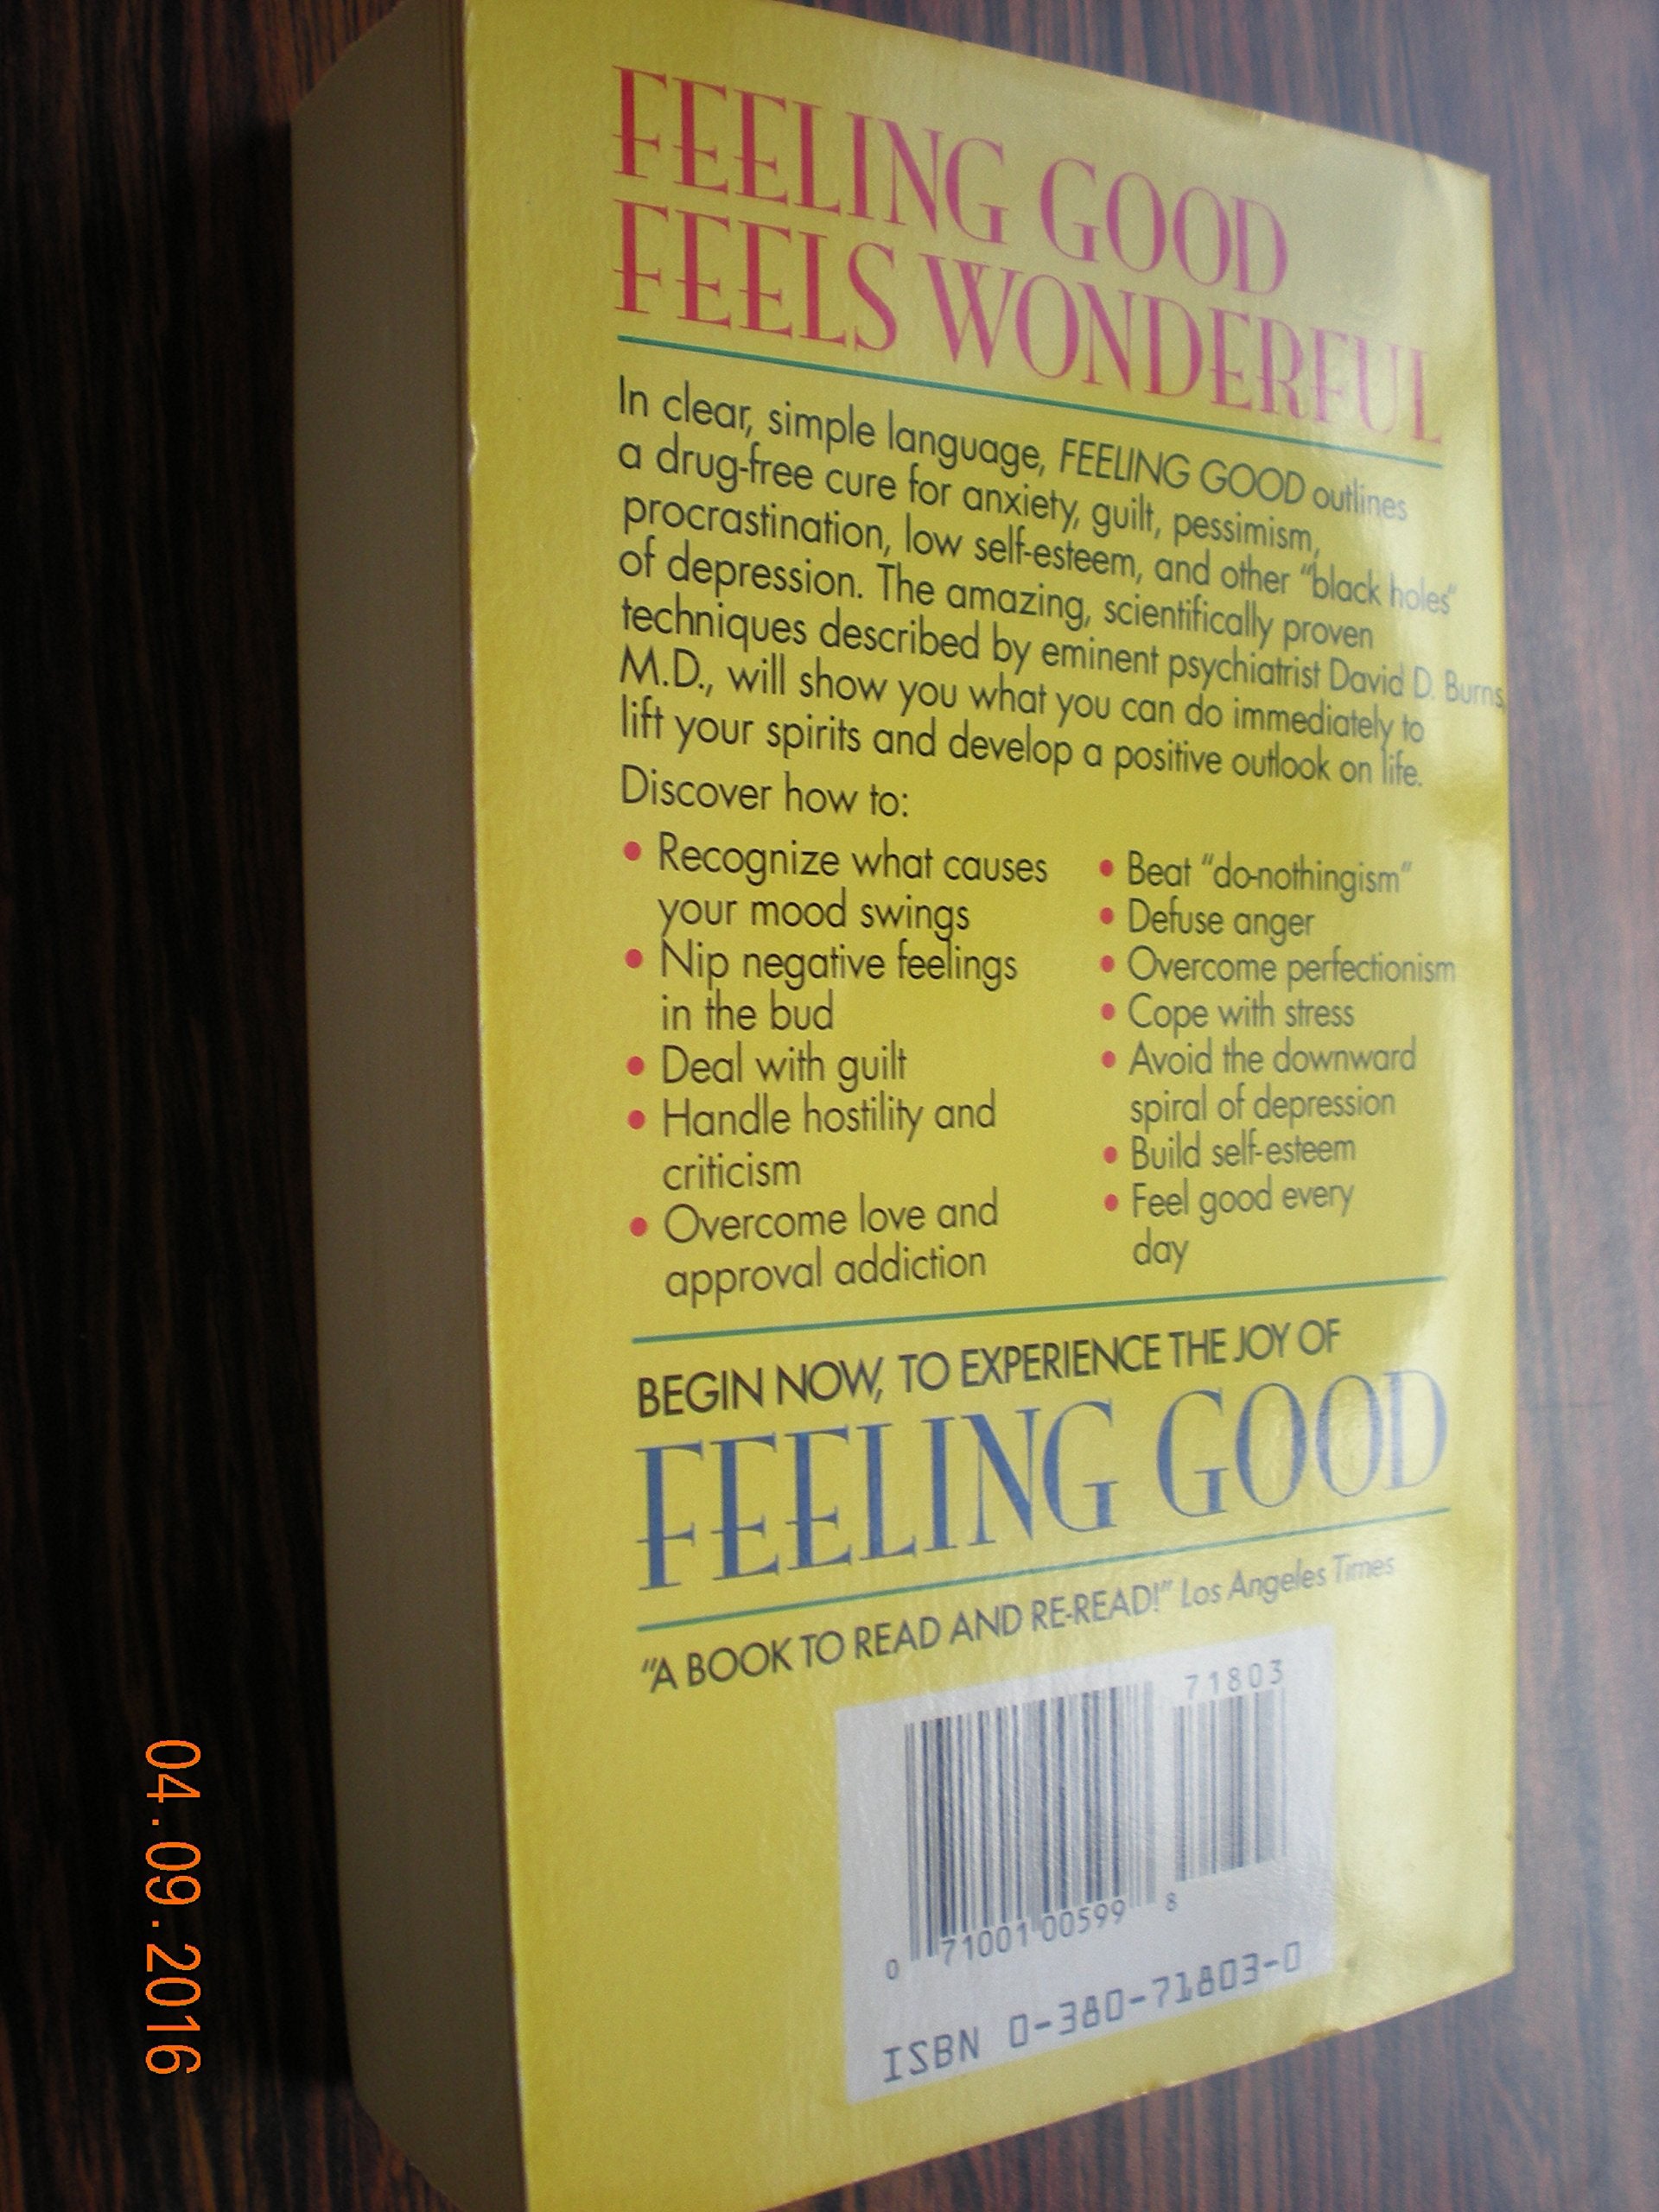 FEELING GOOD
FEELS WONDERFUL
In clear, simple language, FEELING GOOD outlines
a drug-free cure for anxiety, guilt, pessimism,
procrastination, low self-esteem, and other "black holes"
of depression. The amazing, scientifically proven
techniques described by eminent psychiatrist David D. Burns,
M.D., will show you what you can do immediately to
lift your spirits and develop a positive outlook on life.
Discover how to:
• Recognize what causes
your mood swings
• Nip negative feelings
in the bud
• Deal with guilt
• Handle hostility and
criticism
• Overcome love and
approval addiction
• Beat "do-nothingism"
• Defuse anger
• Overcome perfectionism
• Cope with stress
• Avoid the downward
spiral of depression
• Build self-esteem
• Feel good every
day
BEGIN NOW, TO EXPERIENCE THE JOY OF
FEELING GOOD
"A BOOK TO READ AND RE-READ!" Los Angeles Times
71803
0 71001 00599 8
ISBN 0-380-71803-0
04.09.2016